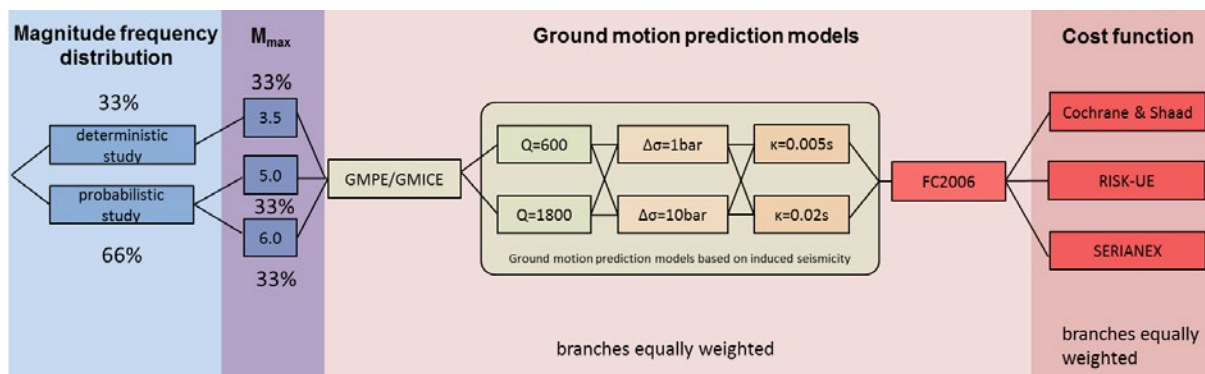 Magnitude frequency
distribution
33%
deterministic
study
probabilistic
study
66%
Mmax
33%
3.5
5.0
33%
6.0
33%
Ground motion prediction models
GMPE/GMICE
Q=600
Δσ=1bar
κ=0.005s
Q=1800
Δσ=10bar
κ=0.02s
Ground motion prediction models based on induced seismicity
FC2006
branches equally weighted
Cost function
Cochrane & Shaad
RISK-UE
SERIANEX
branches equally
weighted